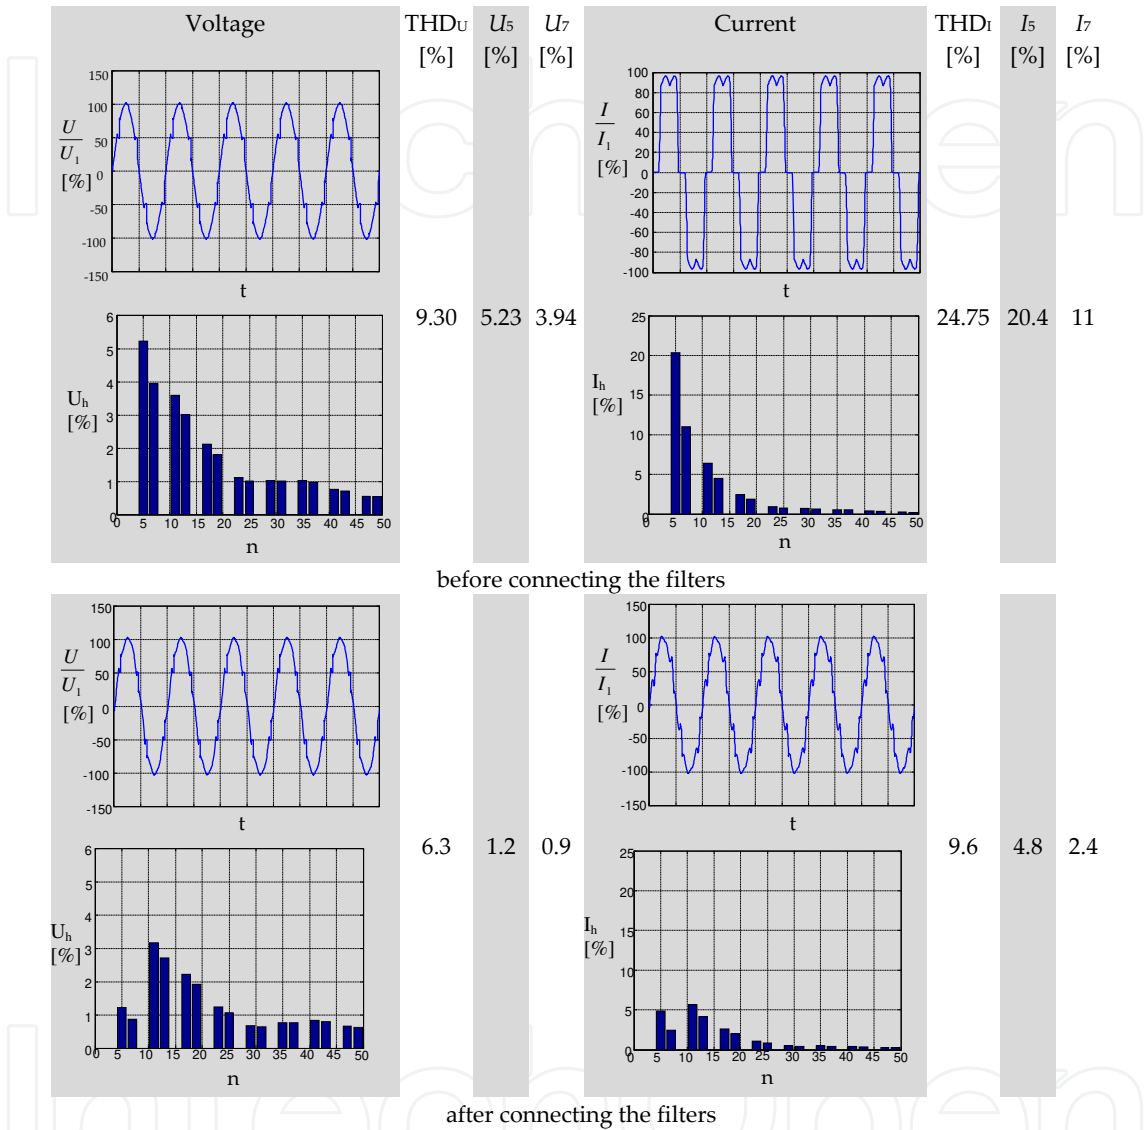 Voltage THDU U5 U7 Current THDI I5 I7
[%] [%] [%] [%] [%] [%]
U
U1
[%]
150
100
50
0
-50
-100
-150
t
I
I1
[%]
100
80
60
40
20
0
-20
-40
-60
-80
-100
t
9.30 5.23 3.94 24.75 20.4 11
Uh
[%]
6
5
4
3
2
1
0
0 5 10 15 20 25 30 35 40 45 50
n
Ih
[%]
25
20
15
10
5
0
0 5 10 15 20 25 30 35 40 45 50
n
before connecting the filters
U
U1
[%]
150
100
50
0
-50
-100
-150
t
I
I1
[%]
150
100
50
0
-50
-100
-150
t
6.3 1.2 0.9 9.6 4.8 2.4
Uh
[%]
6
5
4
3
2
1
0
0 5 10 15 20 25 30 35 40 45 50
n
Ih
[%]
25
20
15
10
5
0
0 5 10 15 20 25 30 35 40 45 50
n
after connecting the filters